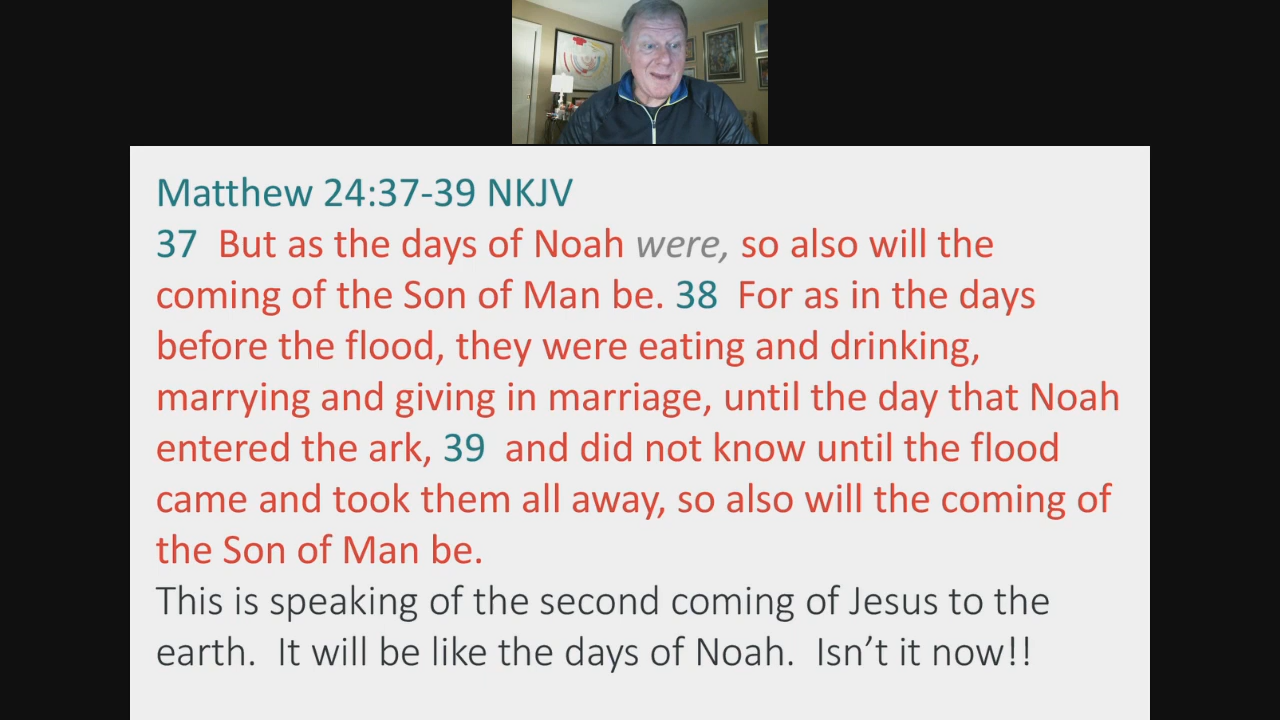 Matthew 24:37-39 NKJV
37  But as the days of Noah were, so also will the
coming of the Son of Man be. 38  For as in the days
before the flood, they were eating and drinking,
marrying and giving in marriage, until the day that Noah
entered the ark, 39  and did not know until the flood
came and took them all away, so also will the coming of
the Son of Man be.
This is speaking of the second coming of Jesus to the
earth.  It will be like the days of Noah.  Isn’t it now!!